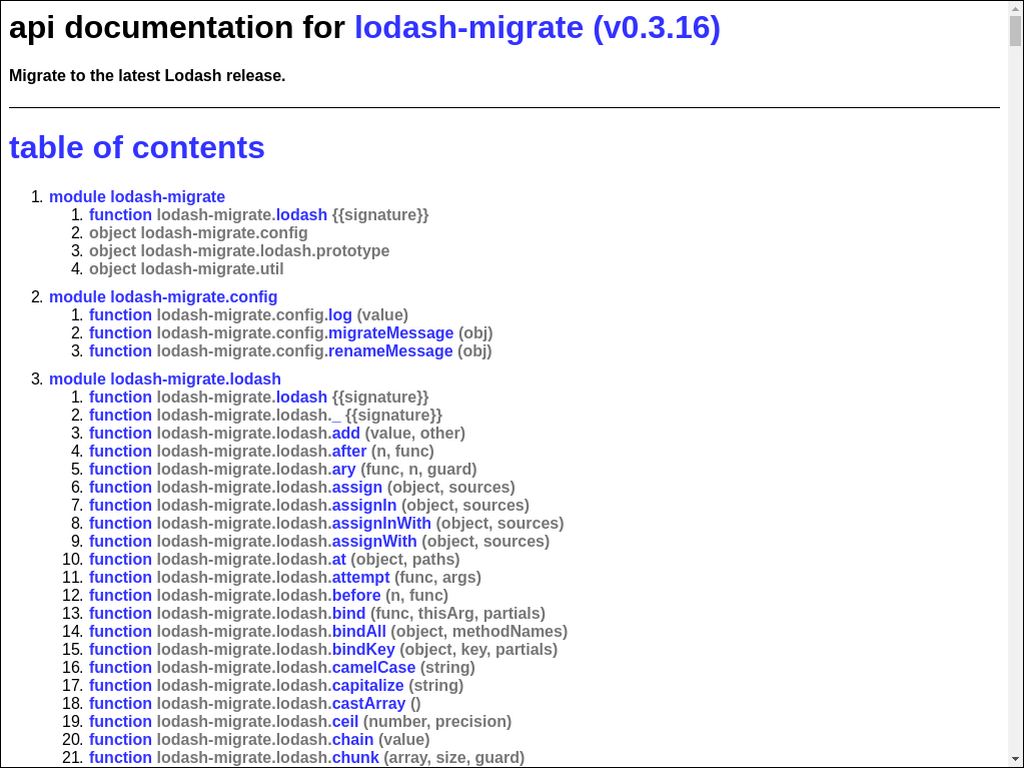 api documentation for lodash-migrate (v0.3.16)
Migrate to the latest Lodash release.
table of contents
1. module lodash-migrate
1. function lodash-migrate.lodash {{signature}}
2. object lodash-migrate.config
3. object lodash-migrate.lodash.prototype
4. object lodash-migrate.util
2. module lodash-migrate.config
1. function lodash-migrate.config.log (value)
2. function lodash-migrate.config.migrateMessage (obj)
3. function lodash-migrate.config.renameMessage (obj)
3. module lodash-migrate.lodash
1. function lodash-migrate.lodash {{signature}}
2. function lodash-migrate.lodash._ {{signature}}
3. function lodash-migrate.lodash.add (value, other)
4. function lodash-migrate.lodash.after (n, func)
5. function lodash-migrate.lodash.ary (func, n, guard)
6. function lodash-migrate.lodash.assign (object, sources)
7. function lodash-migrate.lodash.assignIn (object, sources)
8. function lodash-migrate.lodash.assignInWith (object, sources)
9. function lodash-migrate.lodash.assignWith (object, sources)
10. function lodash-migrate.lodash.at (object, paths)
11. function lodash-migrate.lodash.attempt (func, args)
12. function lodash-migrate.lodash.before (n, func)
13. function lodash-migrate.lodash.bind (func, thisArg, partials)
14. function lodash-migrate.lodash.bindAll (object, methodNames)
15. function lodash-migrate.lodash.bindKey (object, key, partials)
16. function lodash-migrate.lodash.camelCase (string)
17. function lodash-migrate.lodash.capitalize (string)
18. function lodash-migrate.lodash.castArray ()
19. function lodash-migrate.lodash.ceil (number, precision)
20. function lodash-migrate.lodash.chain (value)
21. function lodash-migrate.lodash.chunk (array, size, guard)